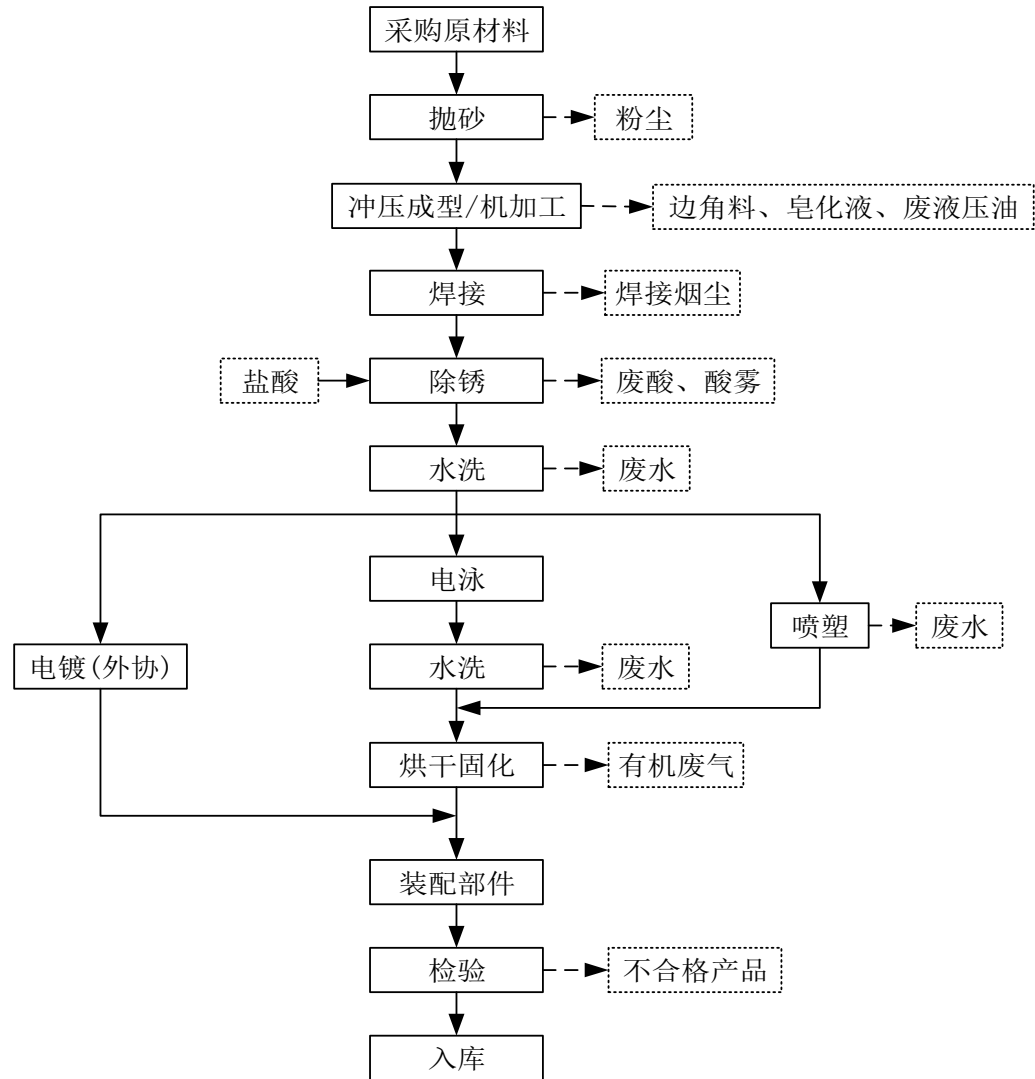 采购原材料
抛砂
粉尘
冲压成型/机加工
边角料、皂化液、废液压油
焊接
焊接烟尘
盐酸
除锈
废酸、酸雾
水洗
废水
电泳
喷塑
废水
电镀(外协)
水洗
废水
烘干固化
有机废气
装配部件
检验
不合格产品
入库